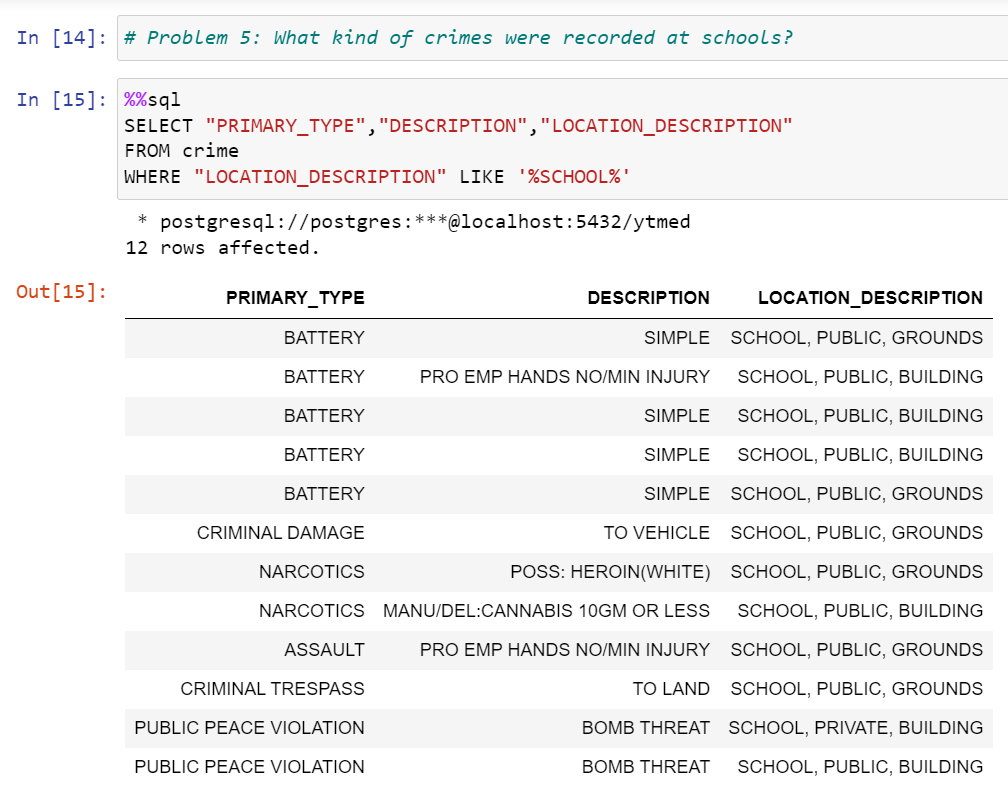 In [14]: # Problem 5: What kind of crimes were recorded at schools?
In [15]: %%sql
SELECT "PRIMARY_TYPE","DESCRIPTION","LOCATION_DESCRIPTION"
FROM crime
WHERE "LOCATION_DESCRIPTION" LIKE '%SCHOOL%'
* postgresql://postgres:***@localhost:5432/ytmed
12 rows affected.
Out[15]:
PRIMARY_TYPE DESCRIPTION LOCATION_DESCRIPTION
BATTERY SIMPLE SCHOOL, PUBLIC, GROUNDS
BATTERY PRO EMP HANDS NO/MIN INJURY SCHOOL, PUBLIC, BUILDING
BATTERY SIMPLE SCHOOL, PUBLIC, BUILDING
BATTERY SIMPLE SCHOOL, PUBLIC, BUILDING
BATTERY SIMPLE SCHOOL, PUBLIC, GROUNDS
CRIMINAL DAMAGE TO VEHICLE SCHOOL, PUBLIC, GROUNDS
NARCOTICS POSS: HEROIN(WHITE) SCHOOL, PUBLIC, GROUNDS
NARCOTICS MANU/DEL:CANNABIS 10GM OR LESS SCHOOL, PUBLIC, BUILDING
ASSAULT PRO EMP HANDS NO/MIN INJURY SCHOOL, PUBLIC, GROUNDS
CRIMINAL TRESPASS TO LAND SCHOOL, PUBLIC, GROUNDS
PUBLIC PEACE VIOLATION BOMB THREAT SCHOOL, PRIVATE, BUILDING
PUBLIC PEACE VIOLATION BOMB THREAT SCHOOL, PUBLIC, BUILDING